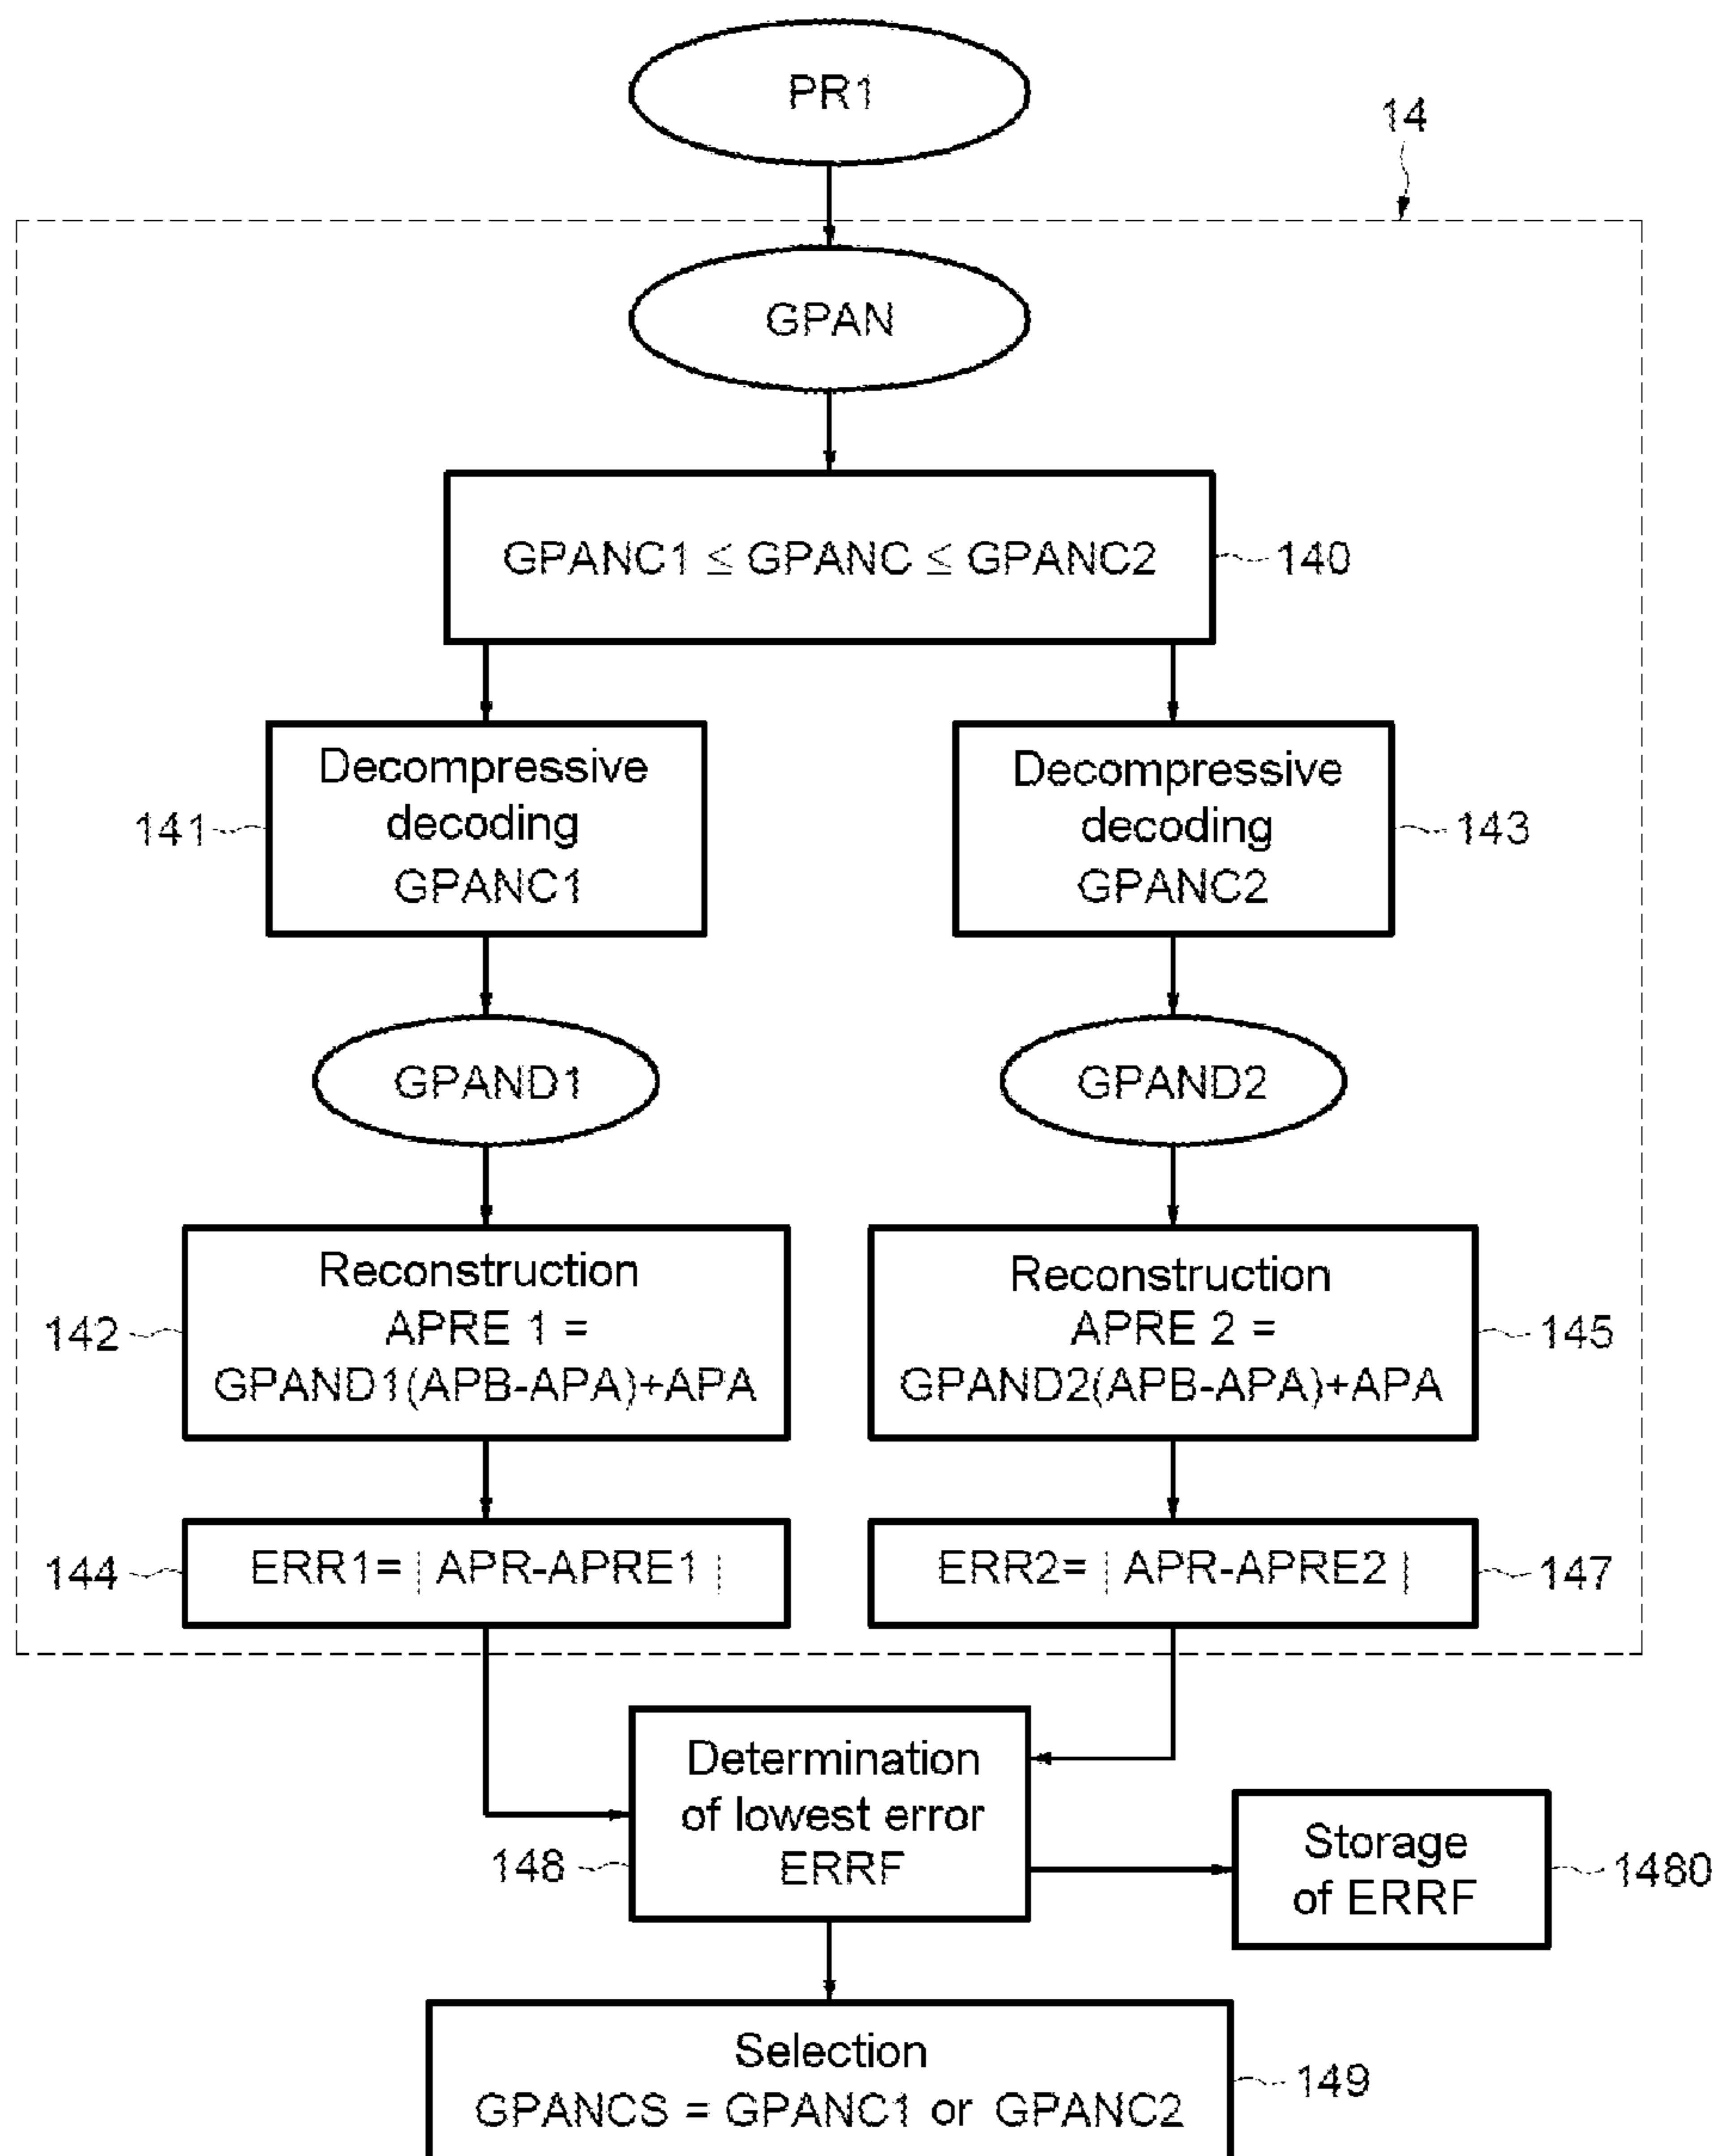 PR1
14
GPAN
GPANC1 ≤ GPANC ≤ GPANC2
140
Decompressive
decoding
GPANC1
141
Decompressive
decoding
GPANC2
143
GPAND1
GPAND2
Reconstruction
APRE 1 =
GPAND1(APB-APA)+APA
142
Reconstruction
APRE 2 =
GPAND2(APB-APA)+APA
145
144
ERR1= | APR-APRE1 |
ERR2= | APR-APRE2 |
147
Determination
of lowest error
ERRF
148
Storage
of ERRF
1480
Selection
GPANCS = GPANC1 or GPANC2
149